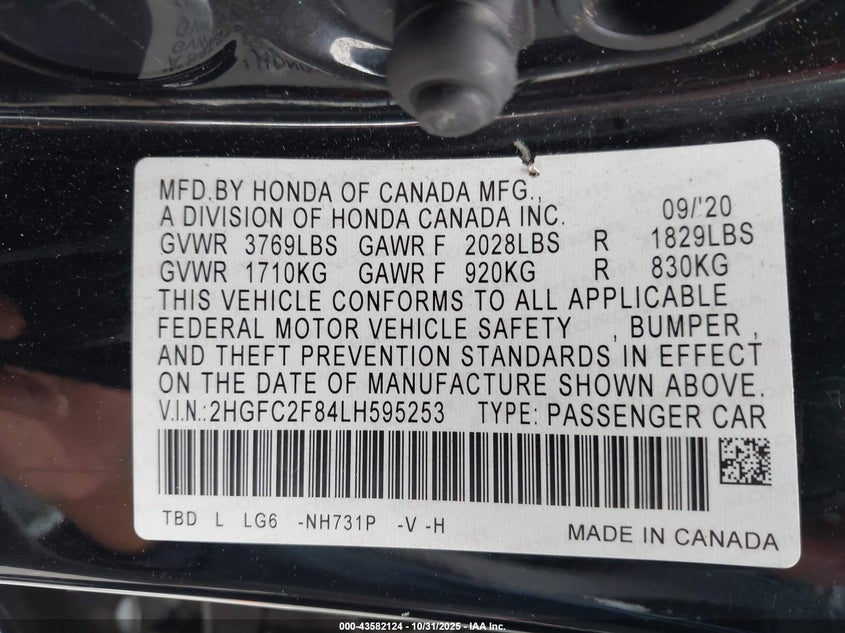 MFD.BY HONDA OF CANADA MFG.,
A DIVISION OF HONDA CANADA INC. 09/'20
GVWR 3769LBS GAWR F 2028LBS R 1829LBS
GVWR 1710KG GAWR F 920KG R 830KG
THIS VEHICLE CONFORMS TO ALL APPLICABLE
FEDERAL MOTOR VEHICLE SAFETY , BUMPER ,
AND THEFT PREVENTION STANDARDS IN EFFECT
ON THE DATE OF MANUFACTURE SHOWN ABOVE.
V.I.N.:2HGFC2F84LH595253 TYPE: PASSENGER CAR
TBD L LG6 -NH731P -V -H
MADE IN CANADA
000-43582124 - 10/31/2025 - IAA Inc.